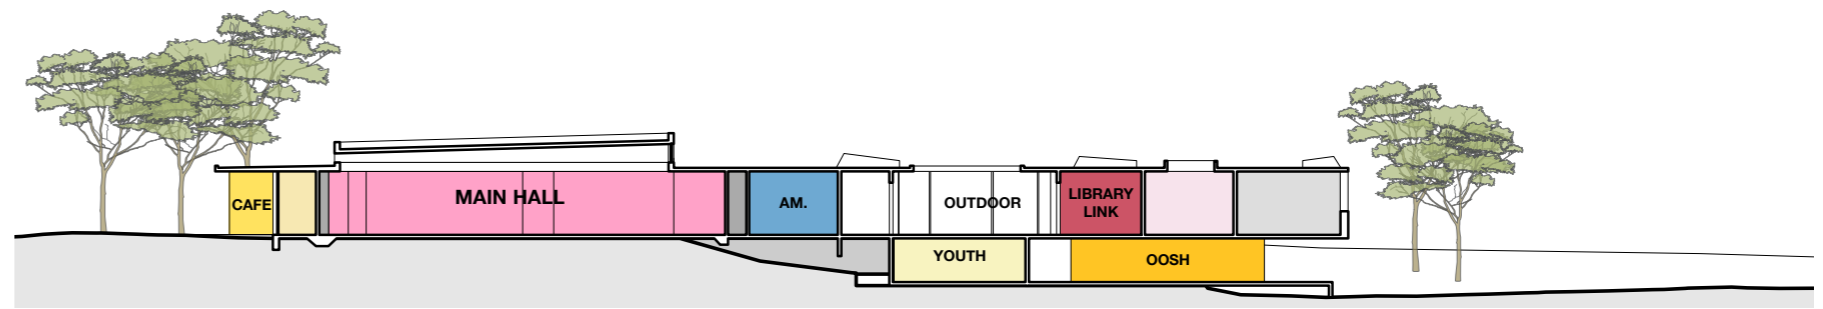 CAFE
MAIN HALL
AM.
OUTDOOR
LIBRARY
LINK
YOUTH
OOSH